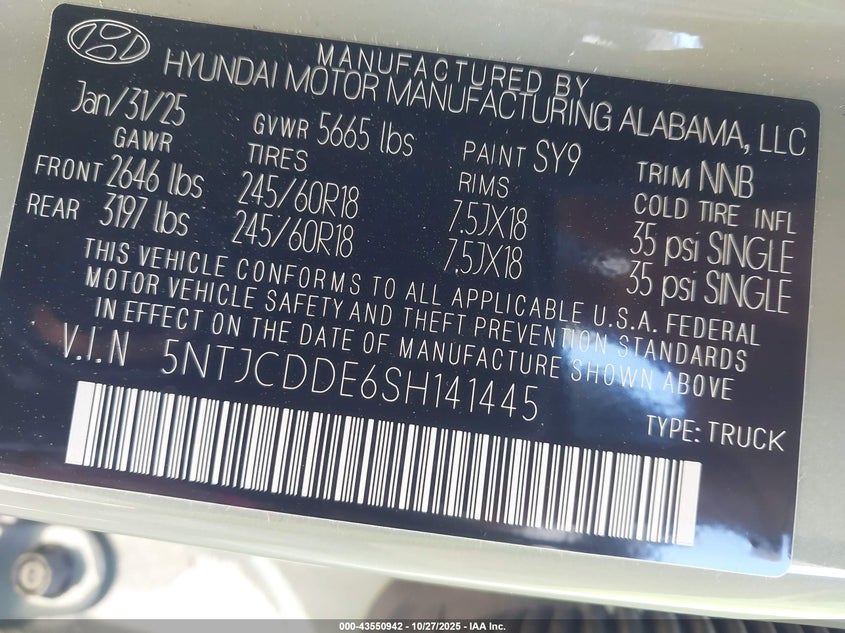 MANUFACTURED BY
HYUNDAI MOTOR MANUFACTURING ALABAMA, LLC
Jan/31/25 GVWR 5665 lbs PAINT SY9 TRIM NNB
GAWR TIRES RIMS COLD TIRE INFL
FRONT 2646 lbs 245/60R18 7.5JX18 35 psi SINGLE
REAR 3197 lbs 245/60R18 7.5JX18 35 psi SINGLE
THIS VEHICLE CONFORMS TO ALL APPLICABLE U.S.A. FEDERAL
MOTOR VEHICLE SAFETY AND THEFT PREVENTION STANDARDS
IN EFFECT ON THE DATE OF MANUFACTURE SHOWN ABOVE
V.I.N 5NTJCDDE6SH141445
TYPE: TRUCK
000-43550942 - 10/27/2025 - IAA Inc.